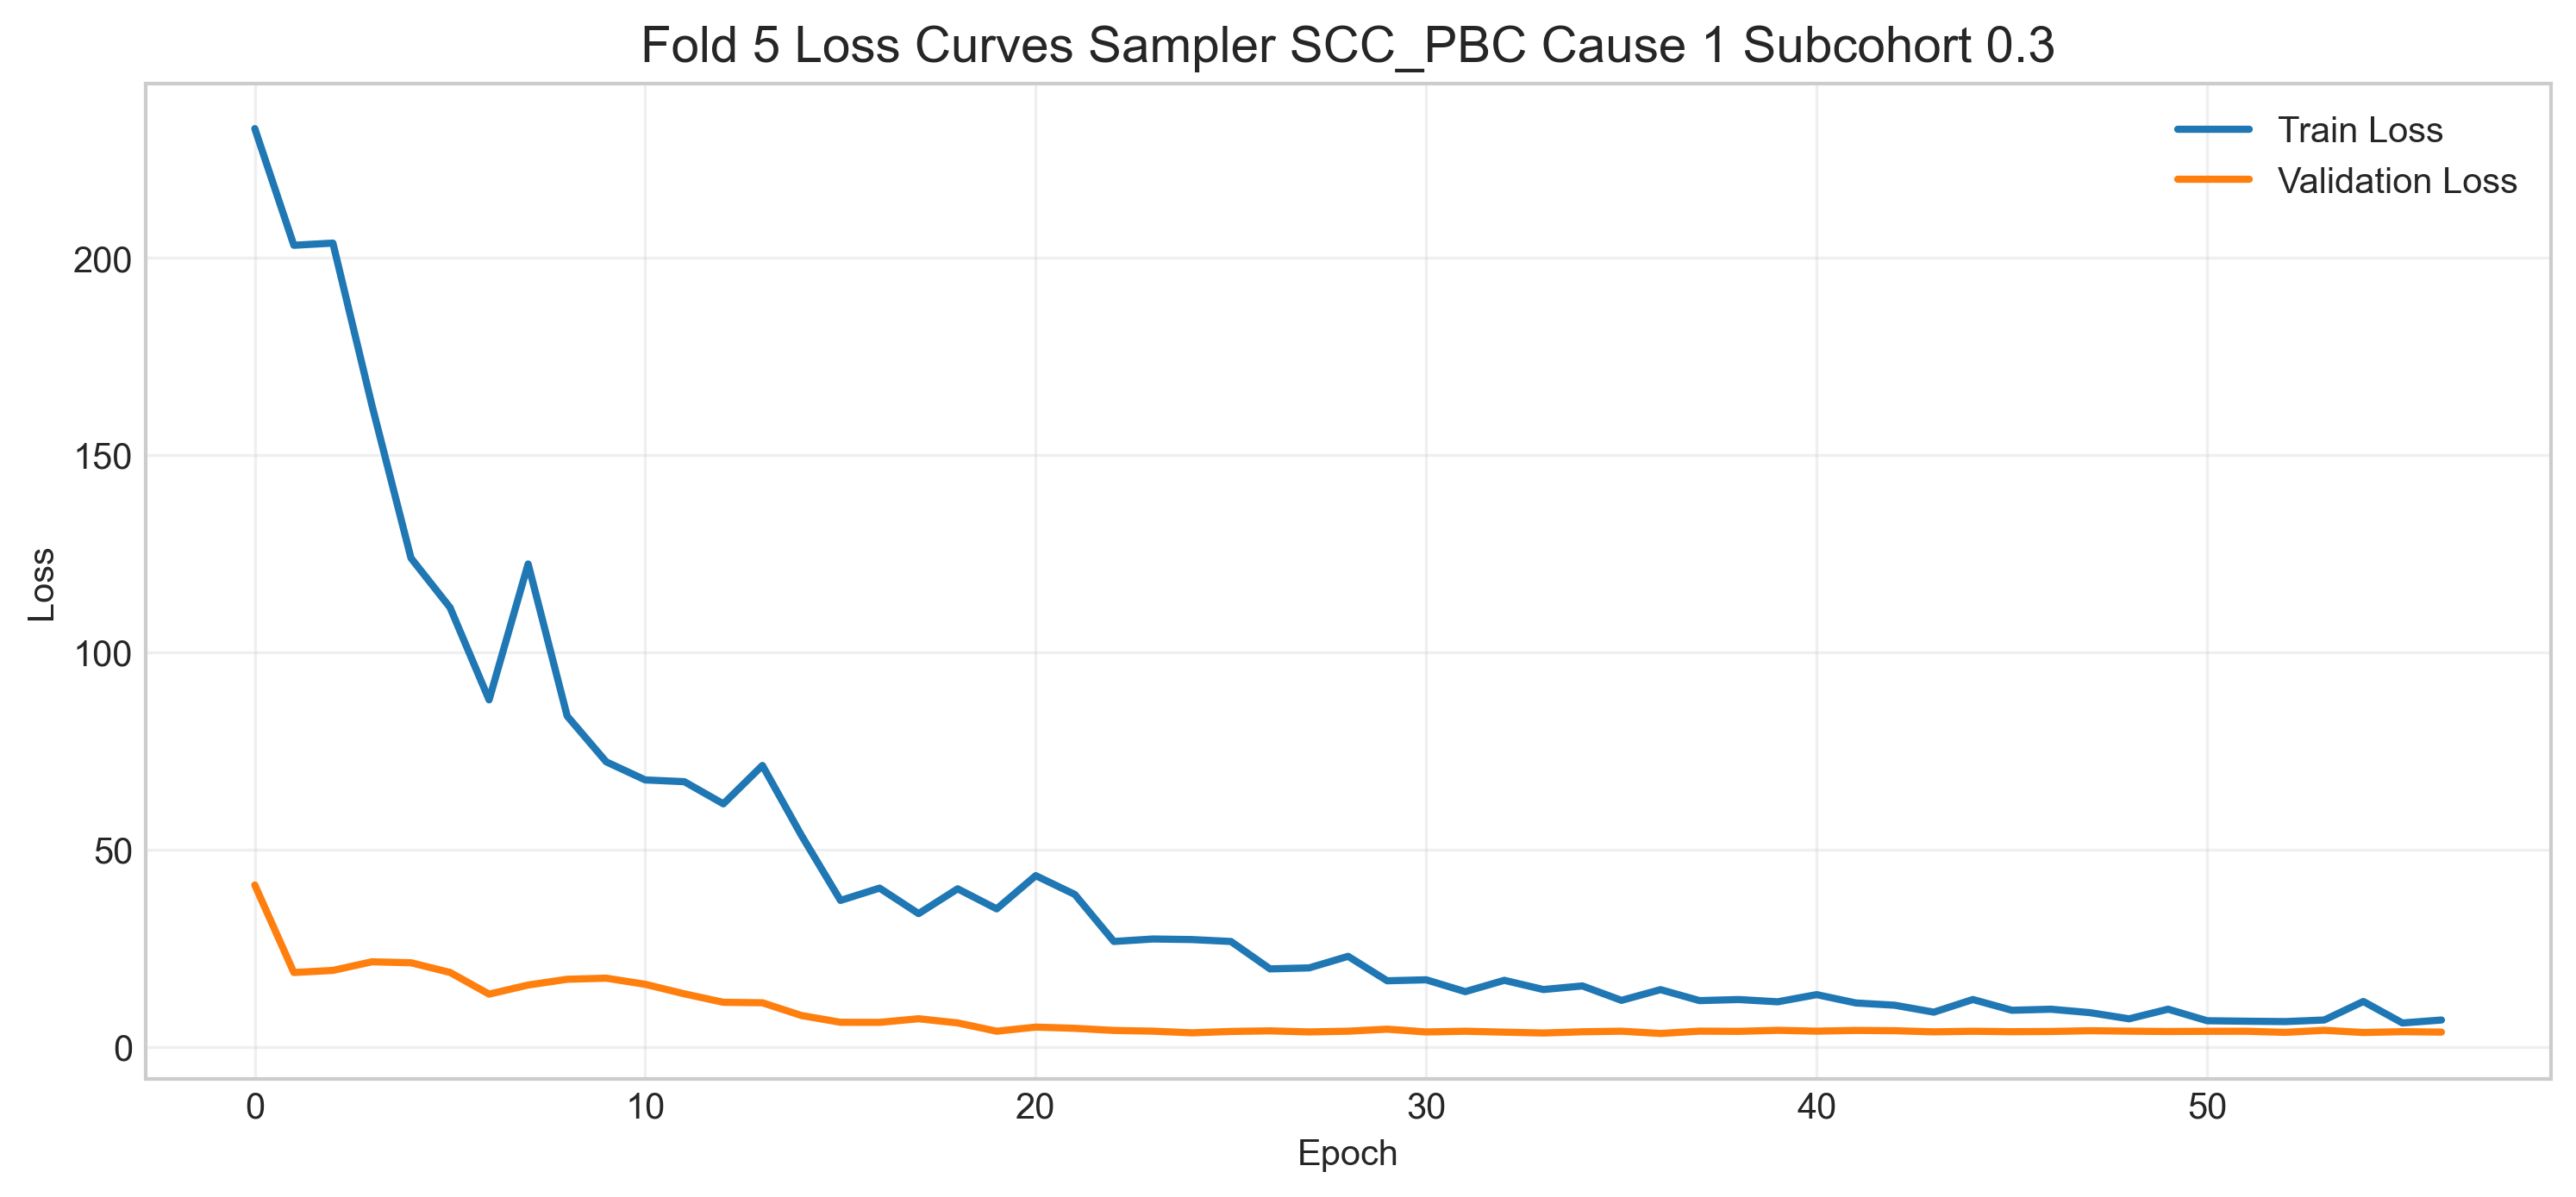 Fold 5 Loss Curves Sampler SCC_PBC Cause 1 Subcohort 0.3
Train Loss
Validation Loss
Loss
200
150
100
50
0
0 10 20 30 40 50
Epoch